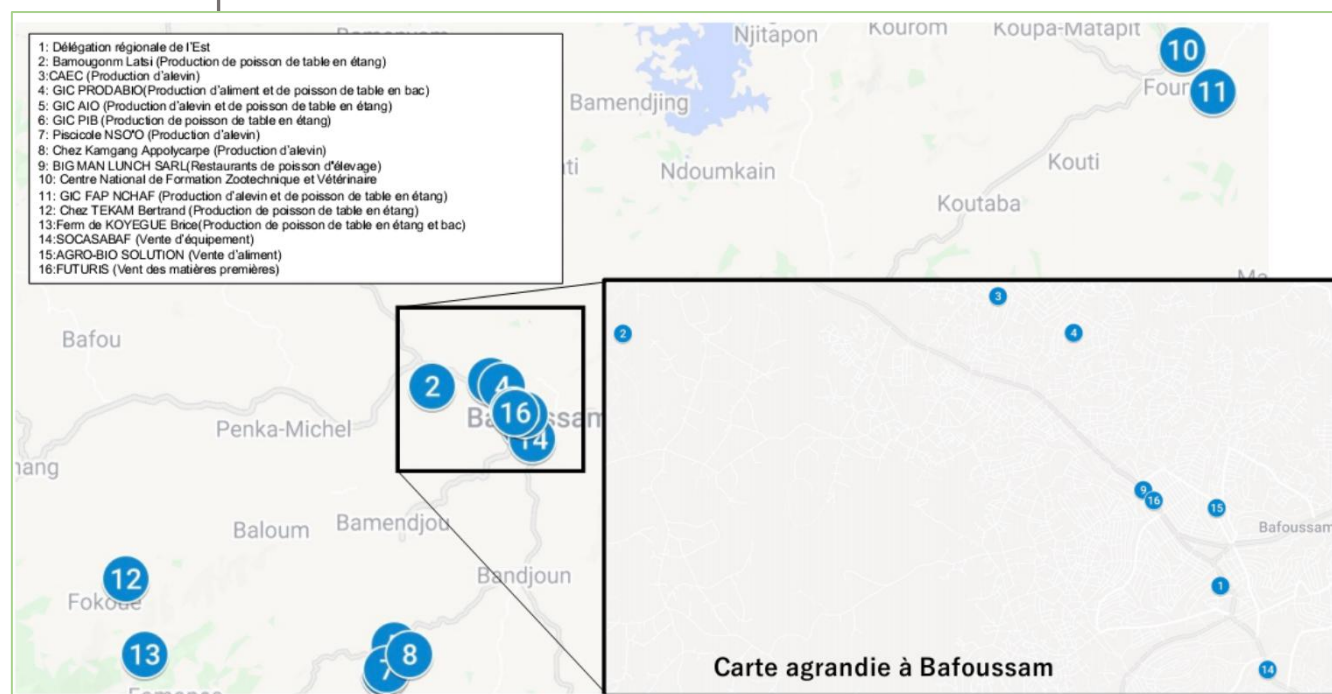 1: Délégation régionale de l'Est
2: Bamougonm Latsi (Production de poisson de table en étang)
3:CAEC (Production d'alevin)
4: GIC PRODABIO(Production d'aliment et de poisson de table en bac)
5: GIC AIO (Production d'alevin et de poisson de table en étang)
6: GIC PIB (Production de poisson de table en étang)
7: Piscicole NSO"O (Production d'alevin)
8: Chez Kamgang Appolycarpe (Production d'alevin)
9: BIG MAN LUNCH SARL(Restaurants de poisson d"élevage)
10: Centre National de Formation Zootechnique et Vétérinaire
11: GIC FAP NCHAF (Production d'alevin et de poisson de table en étang)
12: Chez TEKAM Bertrand (Production de poisson de table en étang)
13:Ferm de KOYEGUE Brice(Production de poisson de table en étang et bac)
14:SOCASABAF (Vente d'équipement)
15:AGRO-BIO SOLUTION (Vente d'aliment)
16:FUTURIS (Vent des matières premières)
Njitapon
Kourom
Koupa-Matapit
10
11
Bamendjing
Ndoumkain
Kouti
Koutaba
Bafou
2
4
16
14
Penka-Michel
Baloum
Bamendjou
Bandjoun
12
13
7
8
3
2
4
9
16
15
Bafoussam
1
14
Carte agrandie à Bafoussam